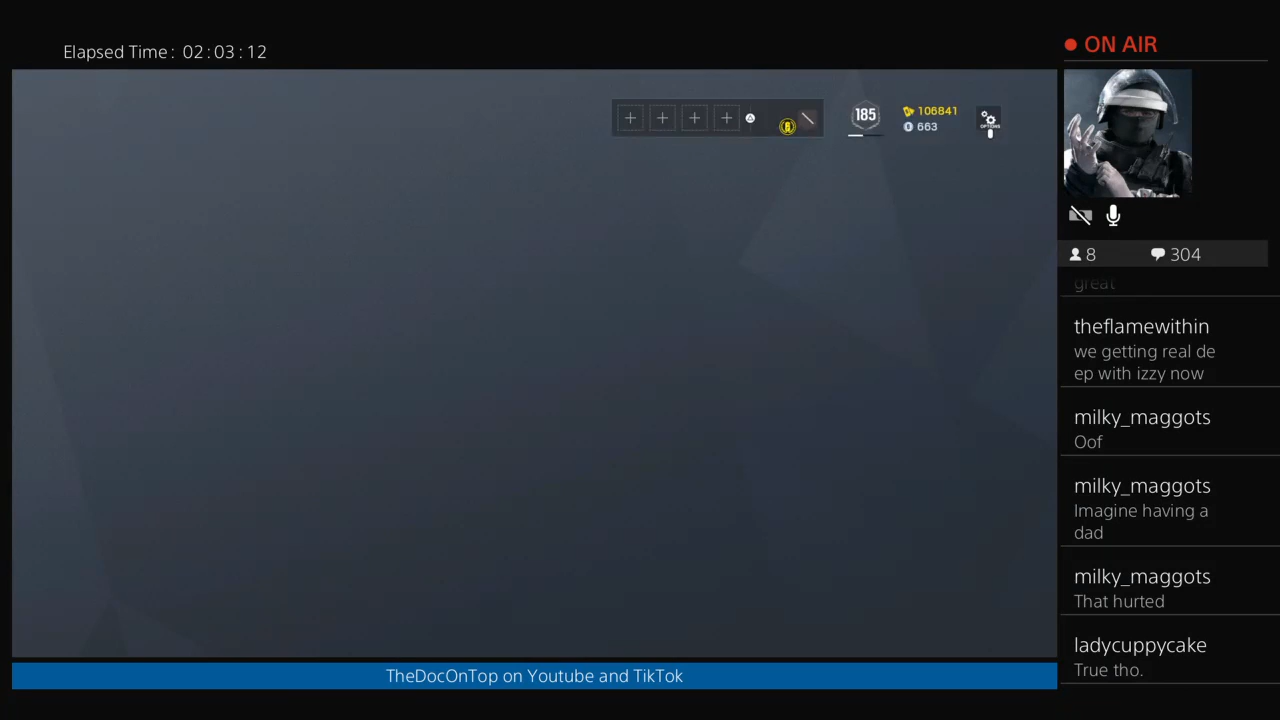 Elapsed Time: 02:03:12
ON AIR
185
106841
663
OPTIONS
8
304
great
theflamewithin
we getting real de
ep with izzy now
milky_maggots
Oof
milky_maggots
Imagine having a
dad
milky_maggots
That hurted
ladycuppycake
True tho.
TheDocOnTop on Youtube and TikTok